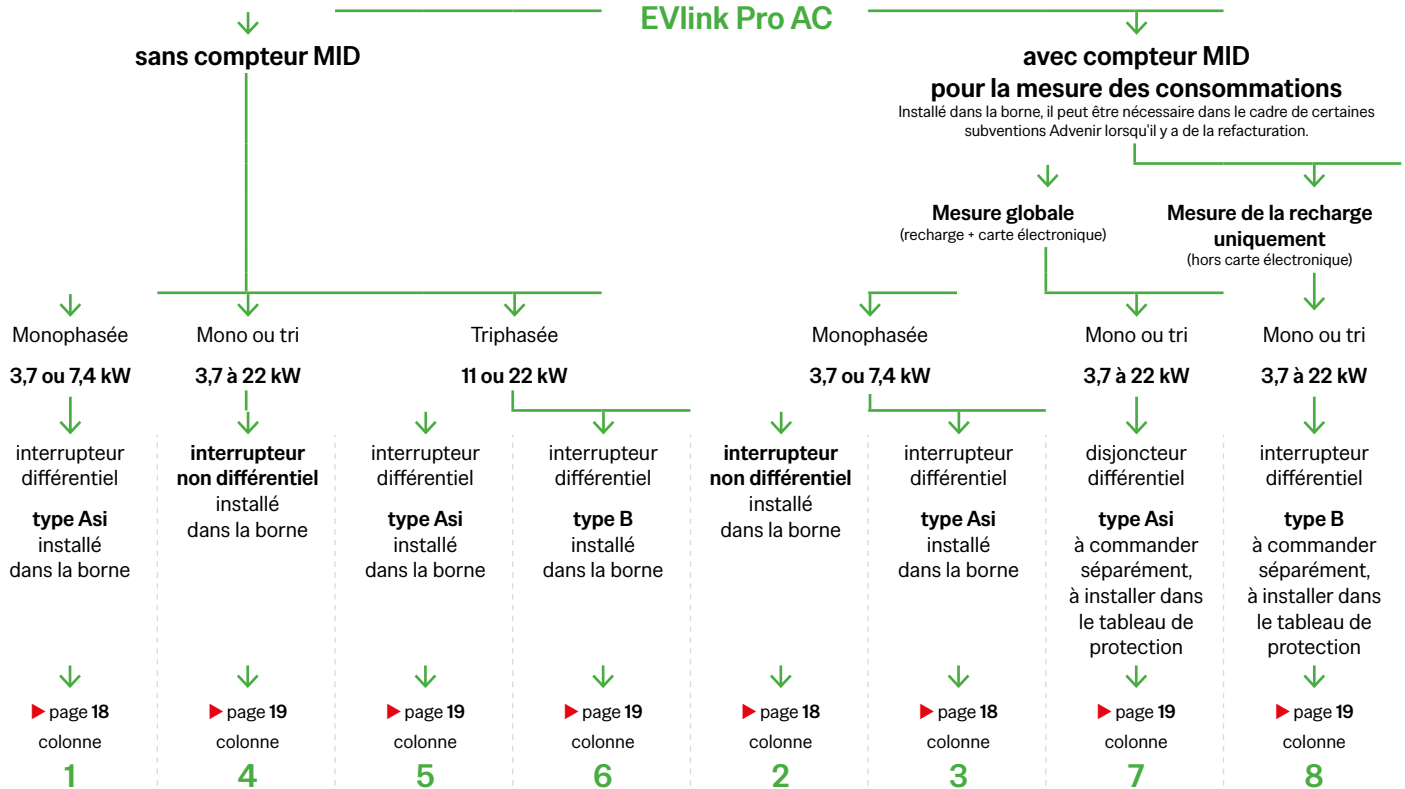 EVlink Pro AC
sans compteur MID
avec compteur MID
pour la mesure des consommations
Installé dans la borne, il peut être nécessaire dans le cadre de certaines
subventions Advenir lorsqu'il y a de la refacturation.
Mesure globale
(recharge + carte électronique)
Mesure de la recharge
uniquement
(hors carte électronique)
Monophasée
3,7 ou 7,4 kW
Mono ou tri
3,7 à 22 kW
Triphasée
11 ou 22 kW
Monophasée
3,7 ou 7,4 kW
Mono ou tri
3,7 à 22 kW
Mono ou tri
3,7 à 22 kW
interrupteur
différentiel
type Asi
installé
dans la borne
▶ page 18
colonne
1
interrupteur
non différentiel
installé
dans la borne
▶ page 19
colonne
4
interrupteur
différentiel
type Asi
installé
dans la borne
▶ page 19
colonne
5
interrupteur
différentiel
type B
installé
dans la borne
▶ page 19
colonne
6
interrupteur
non différentiel
installé
dans la borne
▶ page 18
colonne
2
interrupteur
différentiel
type Asi
installé
dans la borne
▶ page 18
colonne
3
disjoncteur
différentiel
type Asi
à commander
séparément,
à installer dans
le tableau de
protection
▶ page 19
colonne
7
interrupteur
différentiel
type B
à commander
séparément,
à installer dans
le tableau de
protection
▶ page 19
colonne
8